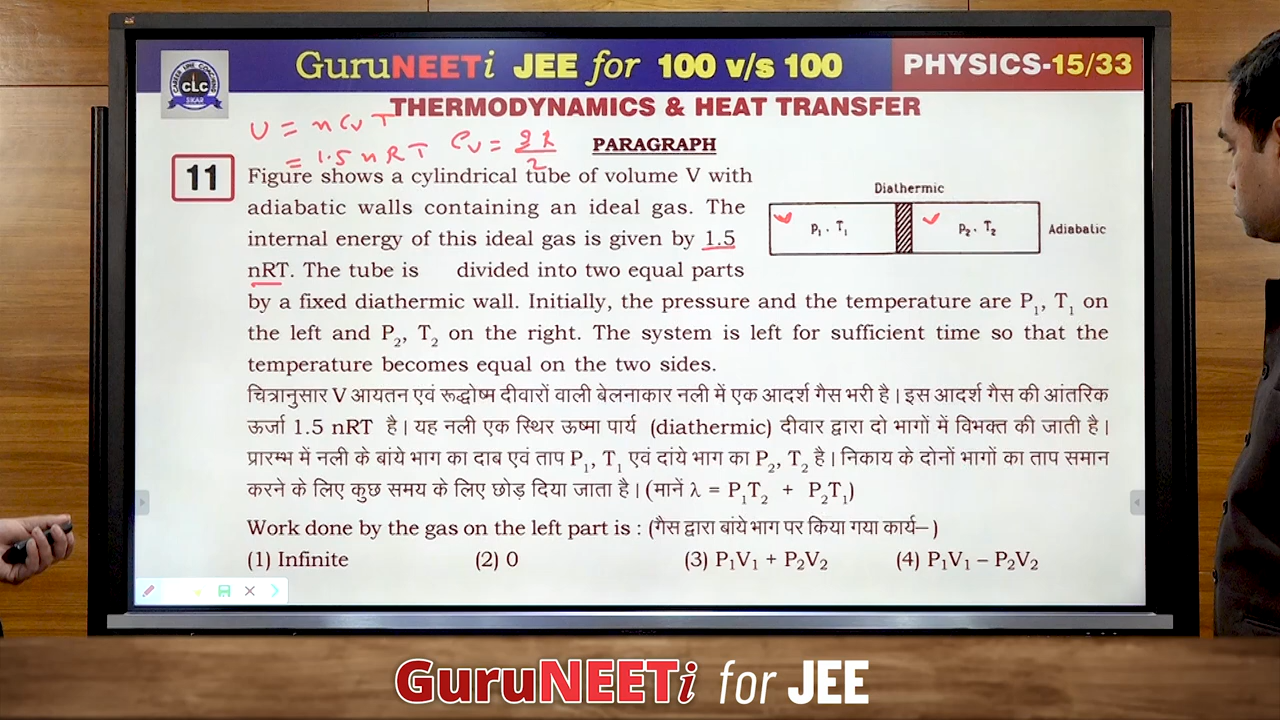 GuruNEETi JEE for 100 v/s 100
PHYSICS-15/33
CAREER LINE COACHING
CLC
SIKAR
THERMODYNAMICS & HEAT TRANSFER
U = nCvT
= 1.5 nRT Cv = 3R/2
PARAGRAPH
11
Figure shows a cylindrical tube of volume V with
adiabatic walls containing an ideal gas. The
internal energy of this ideal gas is given by 1.5
nRT. The tube is divided into two equal parts
by a fixed diathermic wall. Initially, the pressure and the temperature are P₁, T₁ on
the left and P₂, T₂ on the right. The system is left for sufficient time so that the
temperature becomes equal on the two sides.
Diathermic
p₁, T₁
p₂, T₂
Adiabatic
चित्रानुसार V आयतन एवं रूद्धोष्म दीवारों वाली बेलनाकार नली में एक आदर्श गैस भरी है। इस आदर्श गैस की आंतरिक
ऊर्जा 1.5 nRT है। यह नली एक स्थिर ऊष्मा पार्य (diathermic) दीवार द्वारा दो भागों में विभक्त की जाती है।
प्रारम्भ में नली के बांये भाग का दाब एवं ताप P₁, T₁ एवं दांये भाग का P₂, T₂ है। निकाय के दोनों भागों का ताप समान
करने के लिए कुछ समय के लिए छोड़ दिया जाता है। (मानें λ = P₁T₂ + P₂T₁)
Work done by the gas on the left part is : (गैस द्वारा बांये भाग पर किया गया कार्य– )
(1) Infinite (2) 0 (3) P₁V₁ + P₂V₂ (4) P₁V₁ – P₂V₂
GuruNEETi for JEE